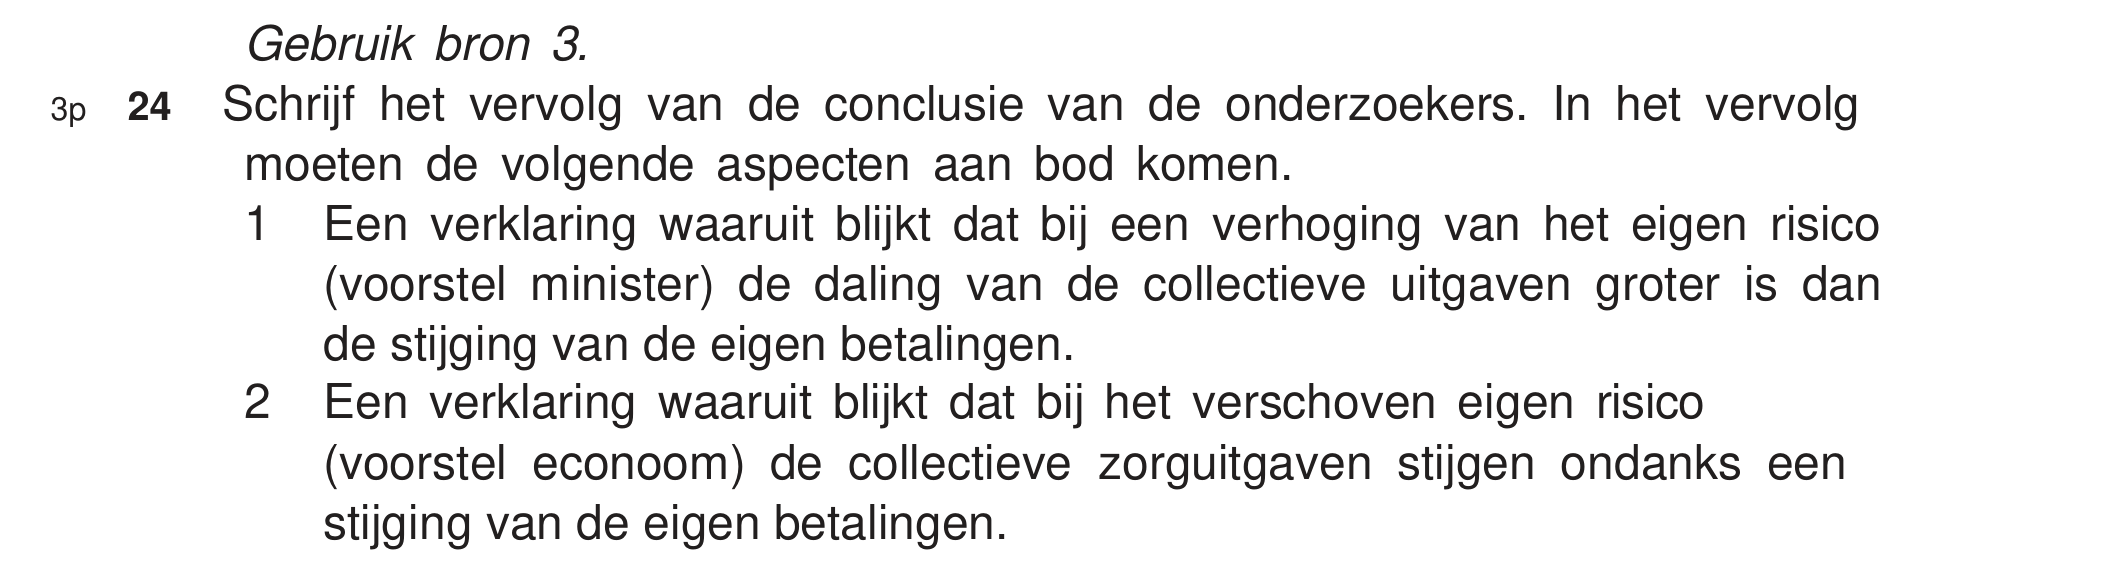 Gebruik bron 3.
3p 24 Schrijf het vervolg van de conclusie van de onderzoekers. In het vervolg
moeten de volgende aspecten aan bod komen.
1 Een verklaring waaruit blijkt dat bij een verhoging van het eigen risico
(voorstel minister) de daling van de collectieve uitgaven groter is dan
de stijging van de eigen betalingen.
2 Een verklaring waaruit blijkt dat bij het verschoven eigen risico
(voorstel econoom) de collectieve zorguitgaven stijgen ondanks een
stijging van de eigen betalingen.